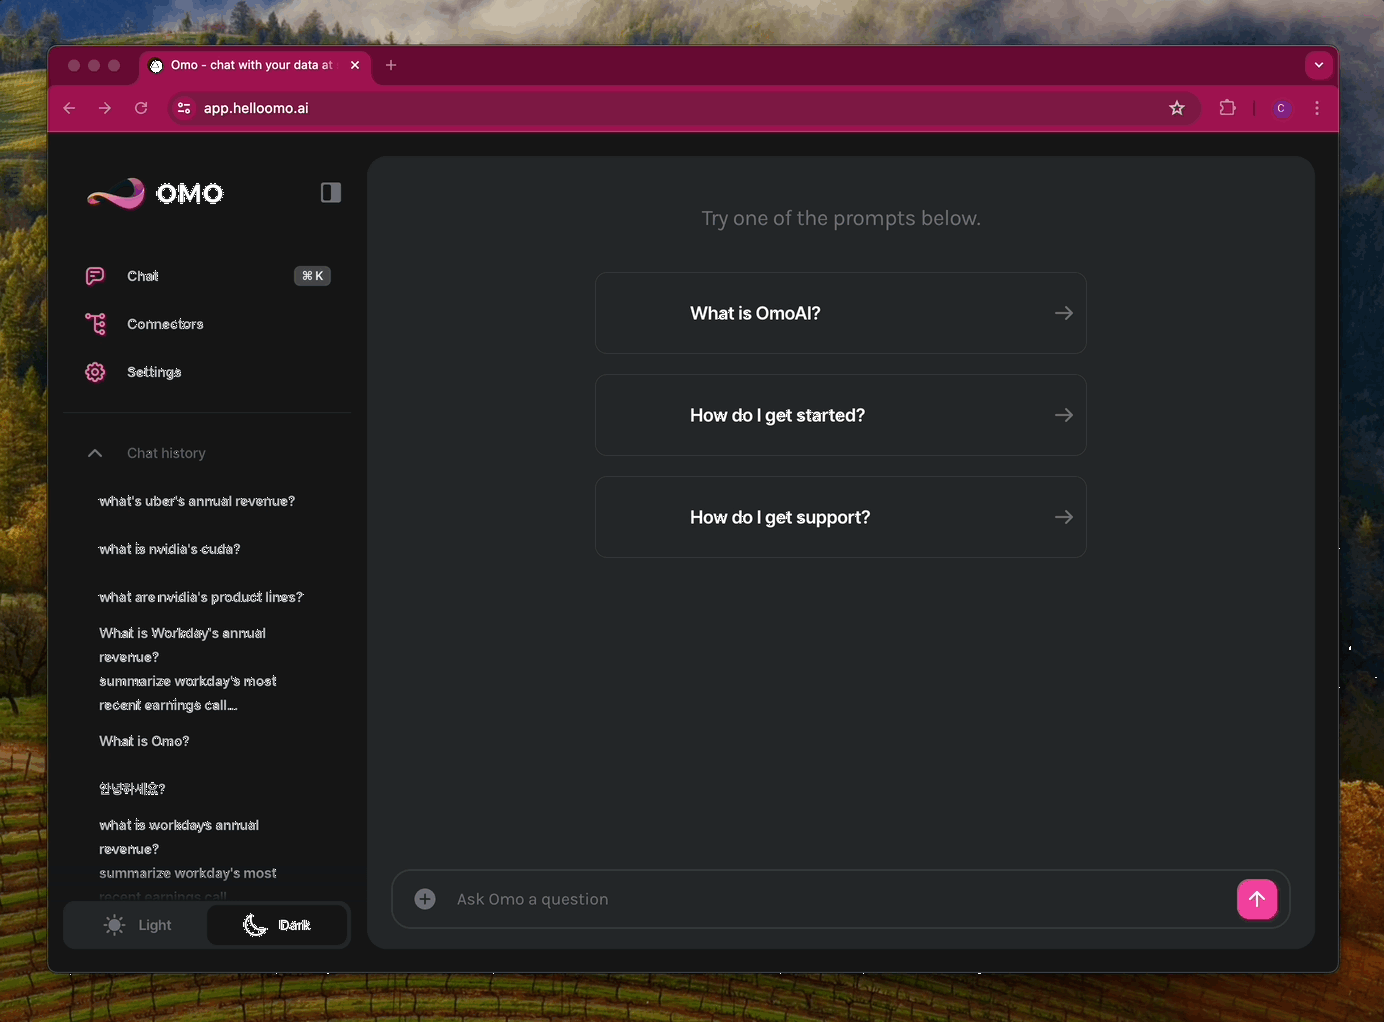 Omo - chat with your data at
app.helloomo.ai
C
OMO
Chat
⌘ K
Connectors
Settings
Chat history
what's uber's annual revenue?
what is nvidia's cuda?
what are nvidia's product lines?
What is Workday's annual
revenue?
summarize workday's most
recent earnings call...
What is Omo?
안녕하세요?
what is workdays annual
revenue?
summarize workday's most
recent earnings call
Light
Dark
Try one of the prompts below.
What is OmoAI?
How do I get started?
How do I get support?
Ask Omo a question